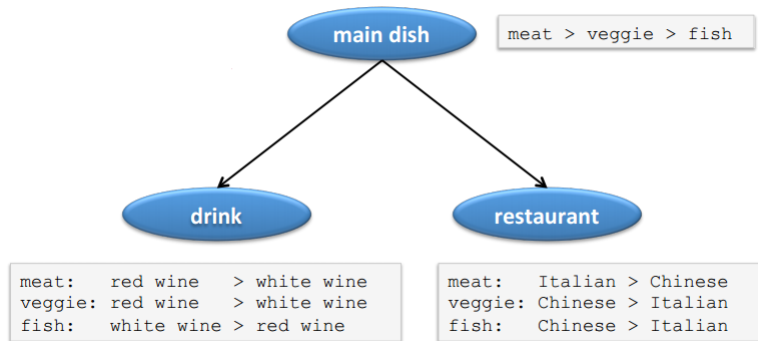 main dish
meat > veggie > fish
drink
restaurant
meat:   red wine   > white wine
veggie: red wine   > white wine
fish:   white wine > red wine
meat:   Italian > Chinese
veggie: Chinese > Italian
fish:   Chinese > Italian